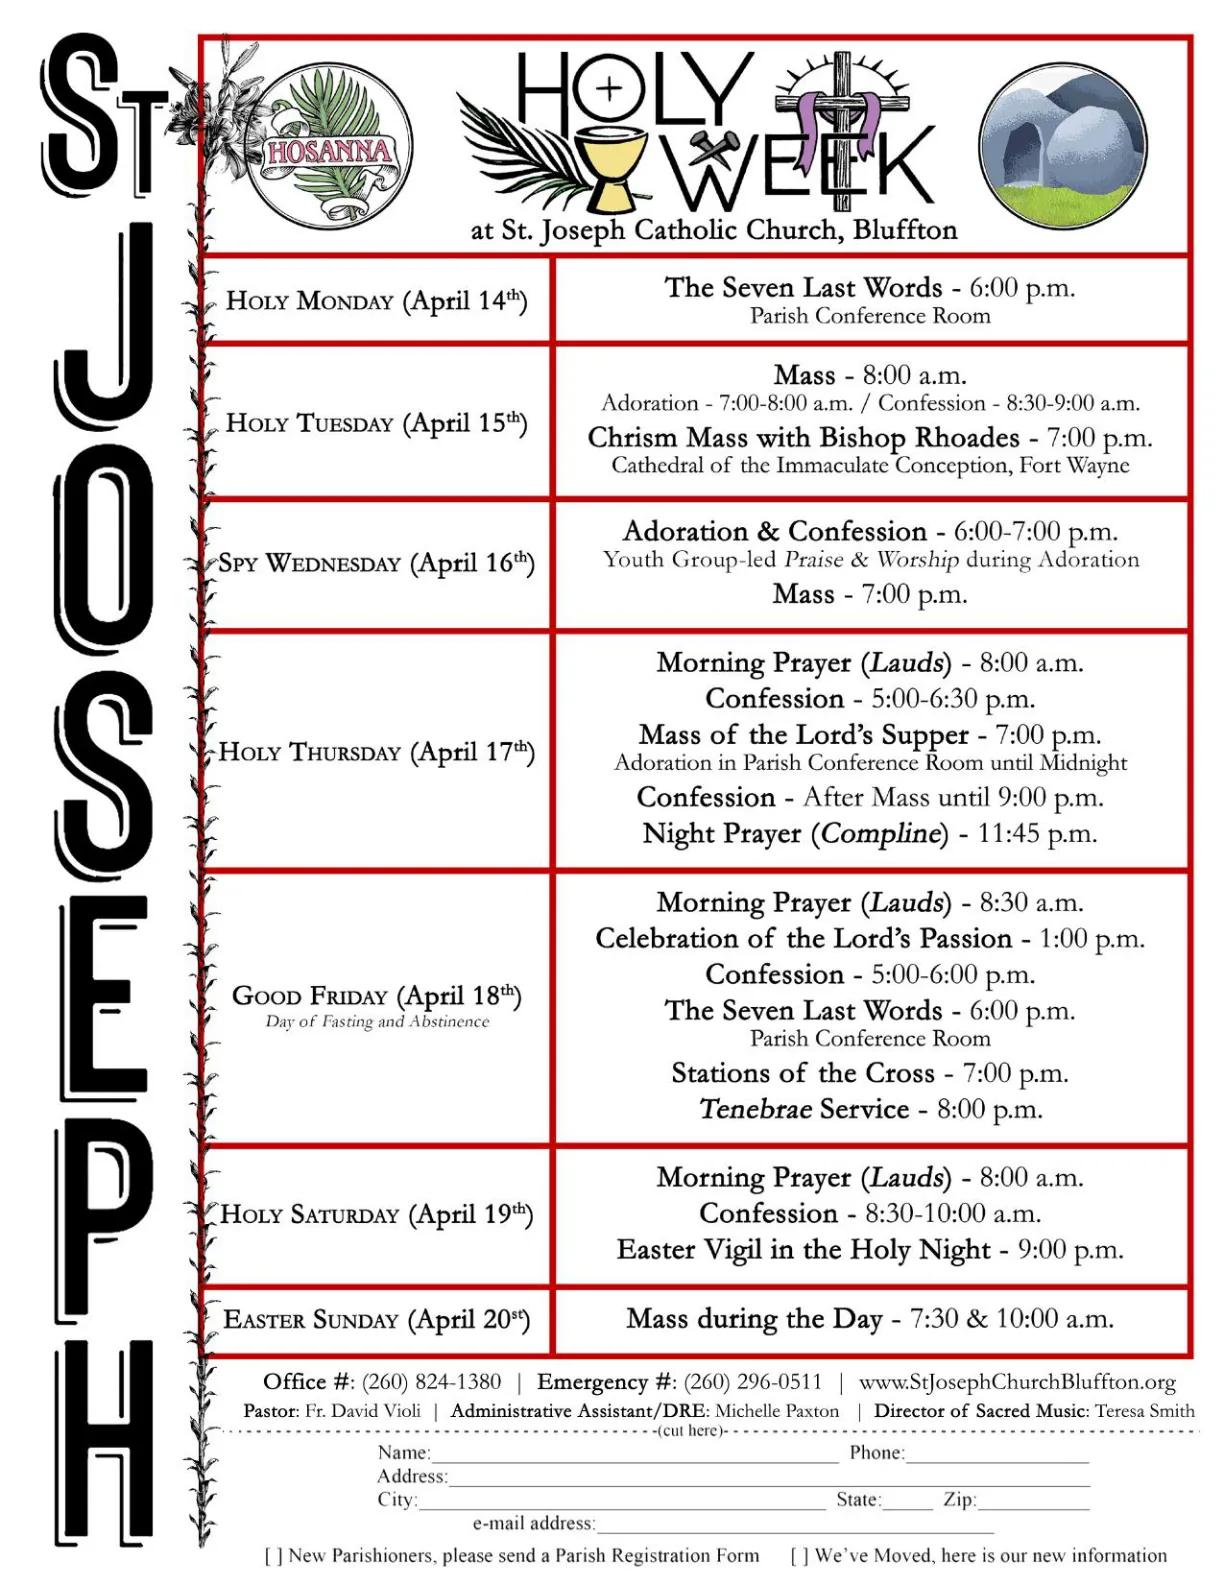 ST JOSEPH
HOSANNA
HOLY
WEEK
at St. Joseph Catholic Church, Bluffton
HOLY MONDAY (April 14th)
The Seven Last Words - 6:00 p.m.
Parish Conference Room
HOLY TUESDAY (April 15th)
Mass - 8:00 a.m.
Adoration - 7:00-8:00 a.m. / Confession - 8:30-9:00 a.m.
Chrism Mass with Bishop Rhoades - 7:00 p.m.
Cathedral of the Immaculate Conception, Fort Wayne
SPY WEDNESDAY (April 16th)
Adoration & Confession - 6:00-7:00 p.m.
Youth Group-led Praise & Worship during Adoration
Mass - 7:00 p.m.
HOLY THURSDAY (April 17th)
Morning Prayer (Lauds) - 8:00 a.m.
Confession - 5:00-6:30 p.m.
Mass of the Lord's Supper - 7:00 p.m.
Adoration in Parish Conference Room until Midnight
Confession - After Mass until 9:00 p.m.
Night Prayer (Compline) - 11:45 p.m.
GOOD FRIDAY (April 18th)
Day of Fasting and Abstinence
Morning Prayer (Lauds) - 8:30 a.m.
Celebration of the Lord's Passion - 1:00 p.m.
Confession - 5:00-6:00 p.m.
The Seven Last Words - 6:00 p.m.
Parish Conference Room
Stations of the Cross - 7:00 p.m.
Tenebrae Service - 8:00 p.m.
HOLY SATURDAY (April 19th)
Morning Prayer (Lauds) - 8:00 a.m.
Confession - 8:30-10:00 a.m.
Easter Vigil in the Holy Night - 9:00 p.m.
EASTER SUNDAY (April 20st)
Mass during the Day - 7:30 & 10:00 a.m.
Office #: (260) 824-1380 | Emergency #: (260) 296-0511 | www.StJosephChurchBluffton.org
Pastor: Fr. David Violi | Administrative Assistant/DRE: Michelle Paxton | Director of Sacred Music: Teresa Smith
(cut here)
Name: Phone:
Address:
City: State: Zip:
e-mail address:
[ ] New Parishioners, please send a Parish Registration Form [ ] We've Moved, here is our new information